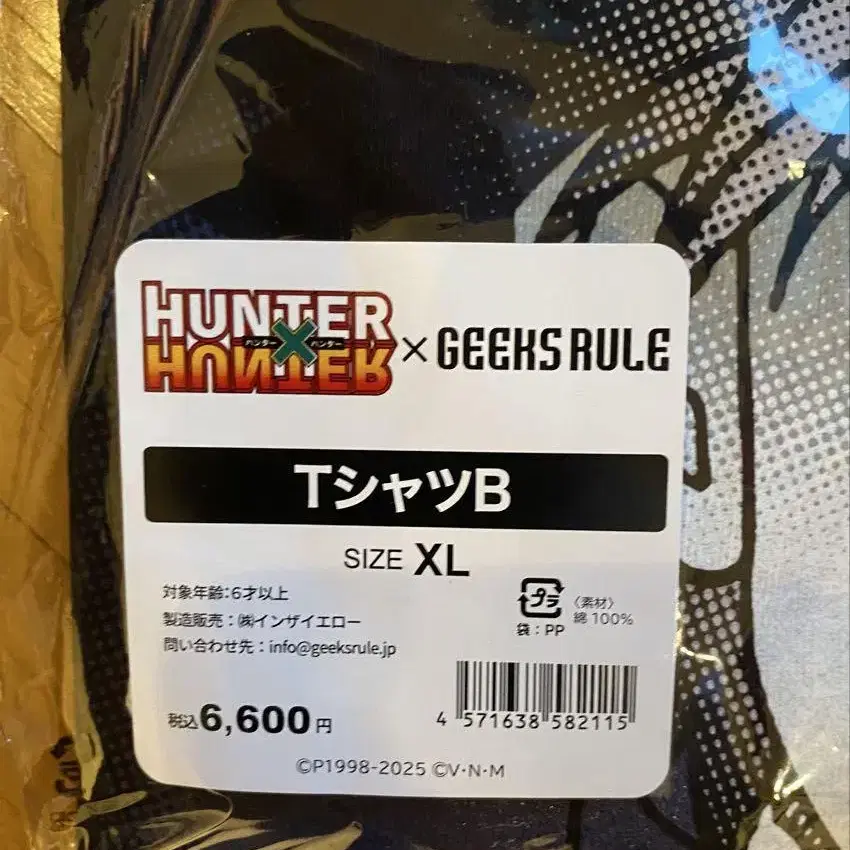 HUNTER×HUNTER × GEEKS RULE
ハンター ハンター
TシャツB
SIZE XL
対象年齢:6才以上
製造販売:㈱インザイエロー
問い合わせ先:info@geeksrule.jp
プラ
袋:PP
〈素材〉
綿100%
税込6,600円
4 571638 582115
©P1998-2025 ©V·N·M